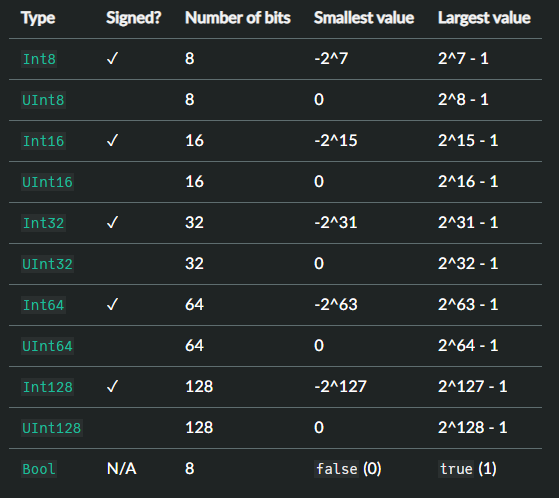 Type Signed? Number of bits Smallest value Largest value
Int8 ✓ 8 -2^7 2^7 - 1
UInt8 8 0 2^8 - 1
Int16 ✓ 16 -2^15 2^15 - 1
UInt16 16 0 2^16 - 1
Int32 ✓ 32 -2^31 2^31 - 1
UInt32 32 0 2^32 - 1
Int64 ✓ 64 -2^63 2^63 - 1
UInt64 64 0 2^64 - 1
Int128 ✓ 128 -2^127 2^127 - 1
UInt128 128 0 2^128 - 1
Bool N/A 8 false (0) true (1)